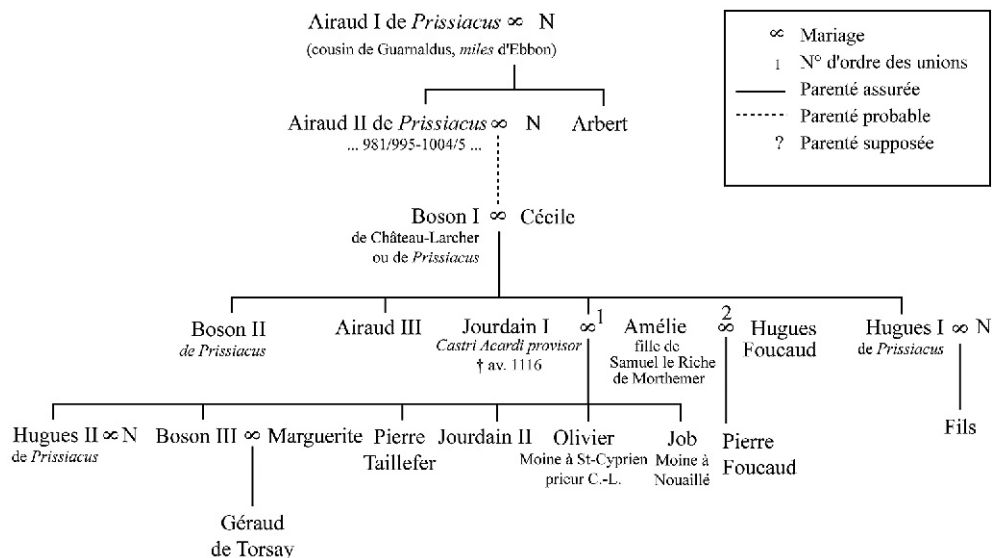 Airaud I de Prissiacus ∞ N
(cousin de Guarnaldus, miles d'Ebbon)
∞ Mariage
1 N° d'ordre des unions
Parenté assurée
Parenté probable
? Parenté supposée
Airaud II de Prissiacus ∞ N Arbert
... 981/995-1004/5 ...
Boson I ∞ Cécile
de Château-Larcher
ou de Prissiacus
Boson II
de Prissiacus
Airaud III
Jourdain I ∞ 1 Amélie ∞ 2 Hugues
Foucaud
Castri Acardi provisor
† av. 1116
fille de
Samuel le Riche
de Morthemer
Hugues I ∞ N
de Prissiacus
Hugues II ∞ N
de Prissiacus
Boson III ∞ Marguerite
Pierre
Taillefer
Jourdain II
Olivier
Moine à St-Cyprien
prieur C.-L.
Job
Moine à
Nouaillé
Pierre
Foucaud
Fils
Géraud
de Torsay